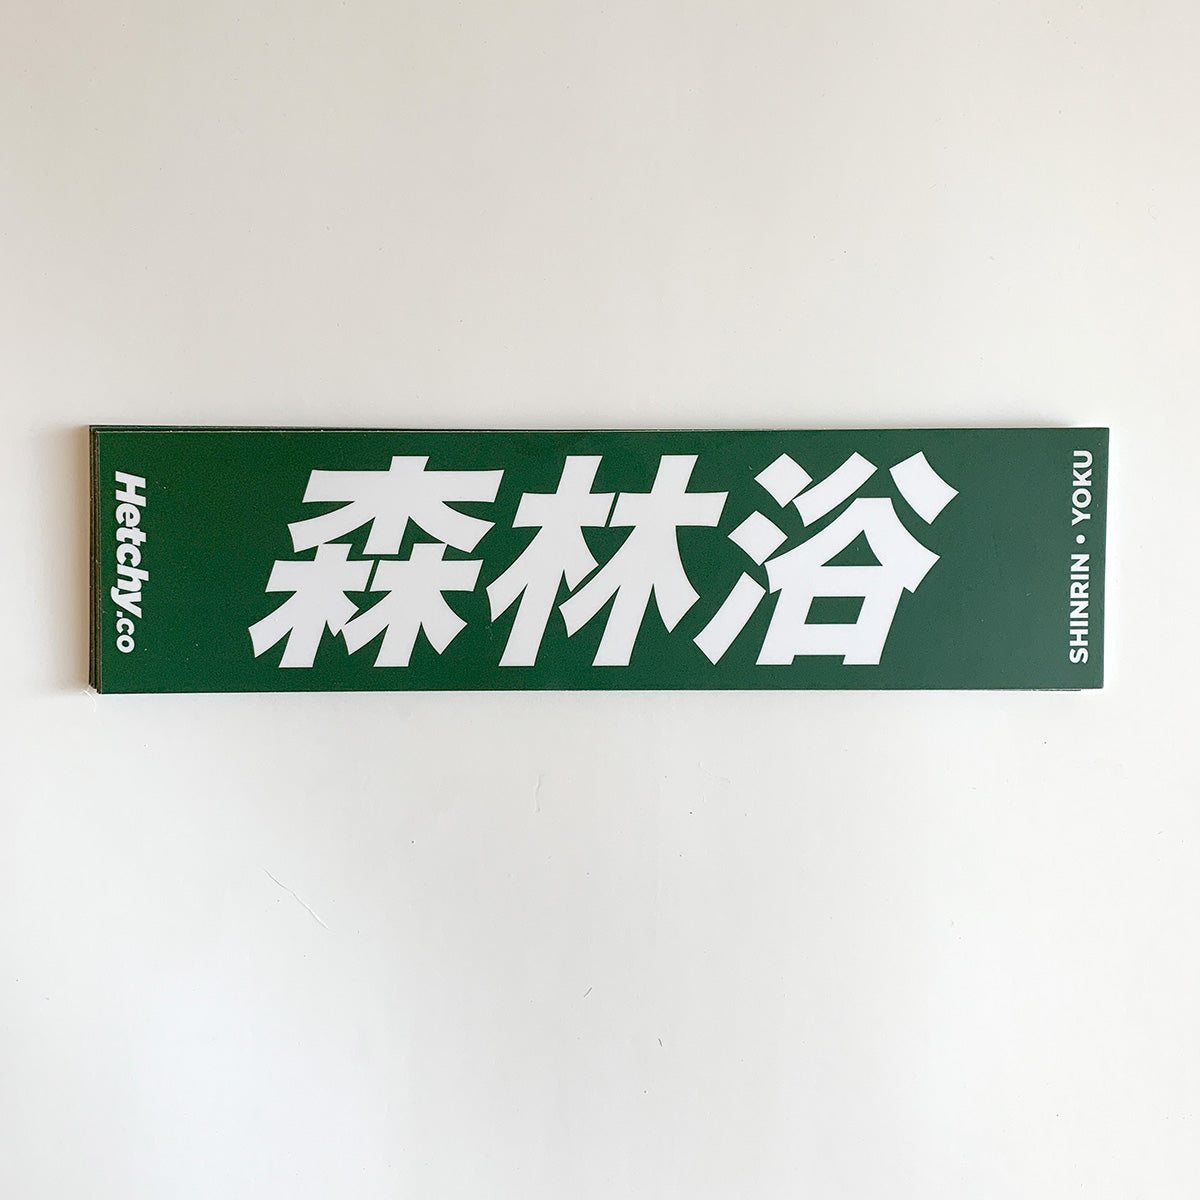 Hetchy.co
森林浴
SHINRIN • YOKU